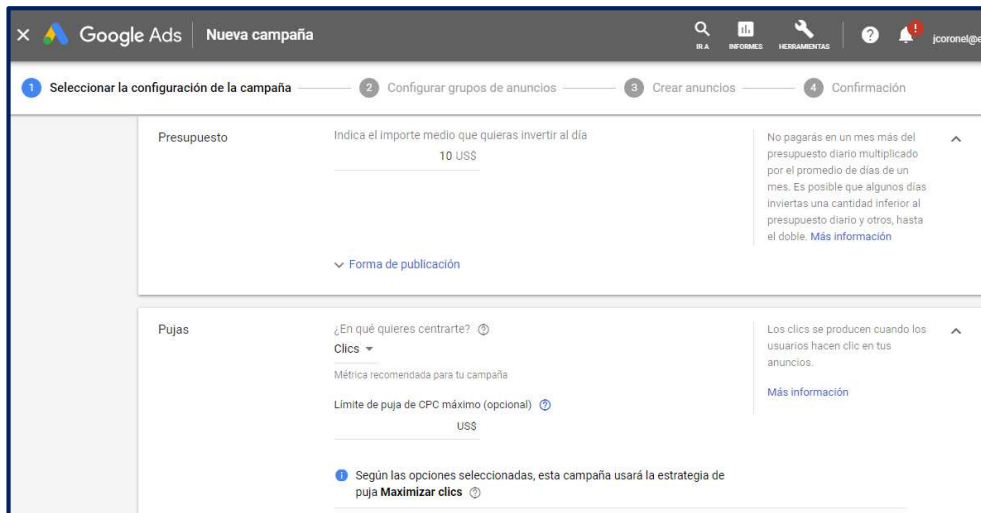 Google Ads
Nueva campaña
IR A
INFORMES
HERRAMIENTAS
jcoronel@e
1 Seleccionar la configuración de la campaña
2 Configurar grupos de anuncios
3 Crear anuncios
4 Confirmación
Presupuesto
Indica el importe medio que quieras invertir al día
10 US$
No pagarás en un mes más del
presupuesto diario multiplicado
por el promedio de días de un
mes. Es posible que algunos días
inviertas una cantidad inferior al
presupuesto diario y otros, hasta
el doble. Más información
Forma de publicación
Pujas
¿En qué quieres centrarte?
Clics
Métrica recomendada para tu campaña
Límite de puja de CPC máximo (opcional)
US$
Los clics se producen cuando los
usuarios hacen clic en tus
anuncios.
Más información
Según las opciones seleccionadas, esta campaña usará la estrategia de
puja Maximizar clics